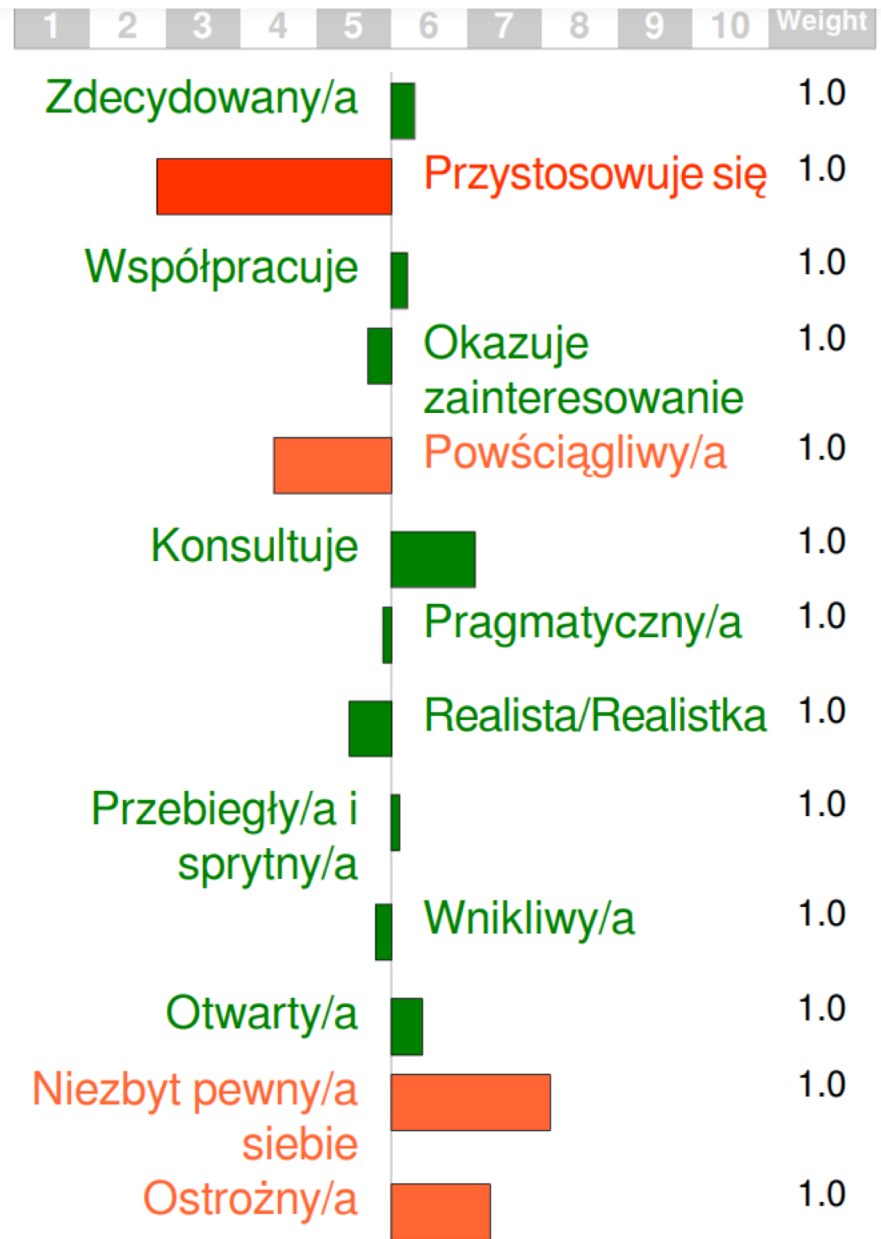 1 2 3 4 5 6 7 8 9 10 Weight
Zdecydowany/a 1.0
Przystosowuje się 1.0
Współpracuje 1.0
Okazuje 1.0
zainteresowanie
Powściągliwy/a 1.0
Konsultuje 1.0
Pragmatyczny/a 1.0
Realista/Realistka 1.0
Przebiegły/a i 1.0
sprytny/a
Wnikliwy/a 1.0
Otwarty/a 1.0
Niezbyt pewny/a 1.0
siebie
Ostrożny/a 1.0